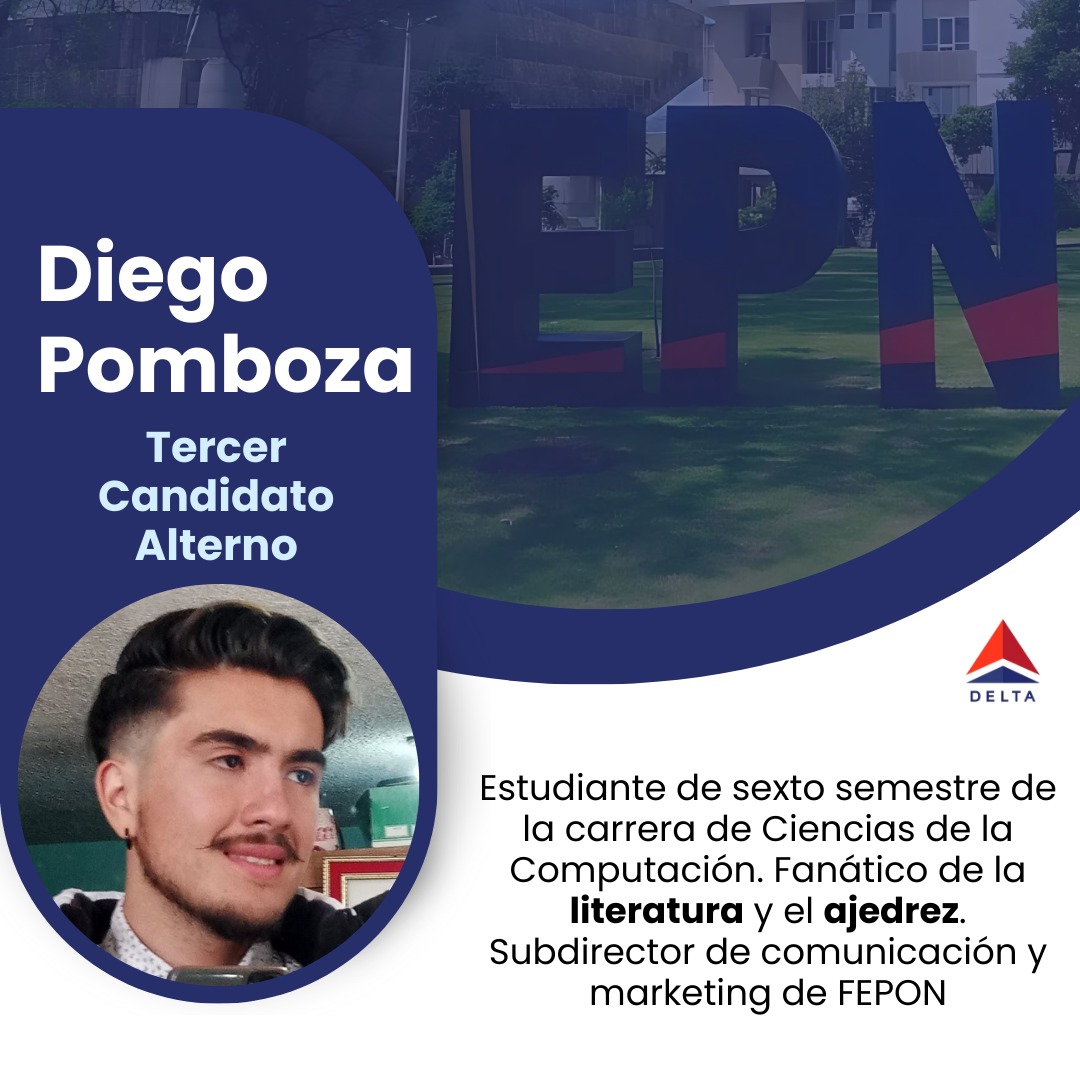 EPN
Diego
Pomboza
Tercer
Candidato
Alterno
DELTA
Estudiante de sexto semestre de
la carrera de Ciencias de la
Computación. Fanático de la
literatura y el ajedrez.
Subdirector de comunicación y
marketing de FEPON